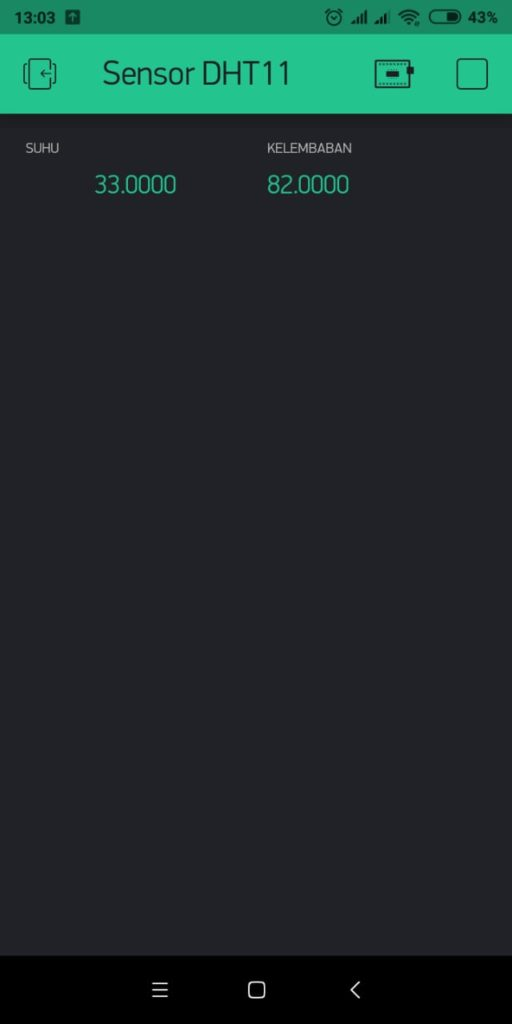 13:03 43%
Sensor DHT11
SUHU KELEMBABAN
33.0000 82.0000